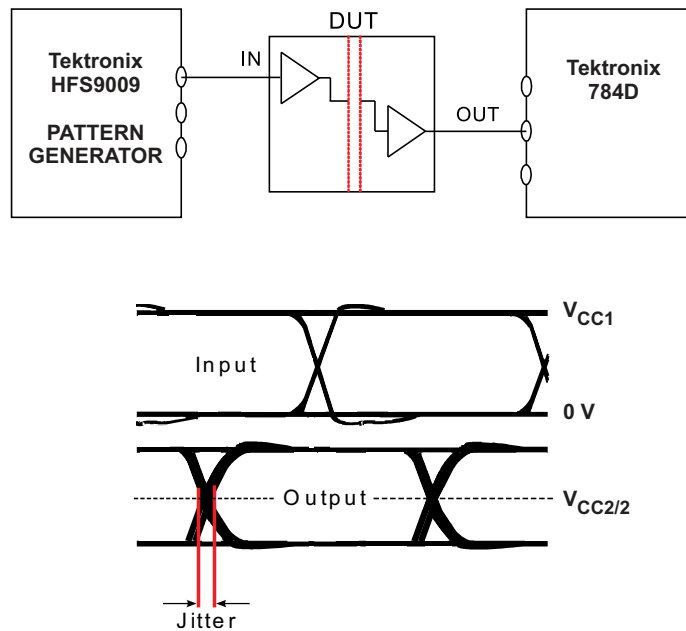 DUT
Tektronix
HFS9009
PATTERN
GENERATOR
IN
OUT
Tektronix
784D
Input
VCC1
0 V
Output
VCC2/2
Jitter